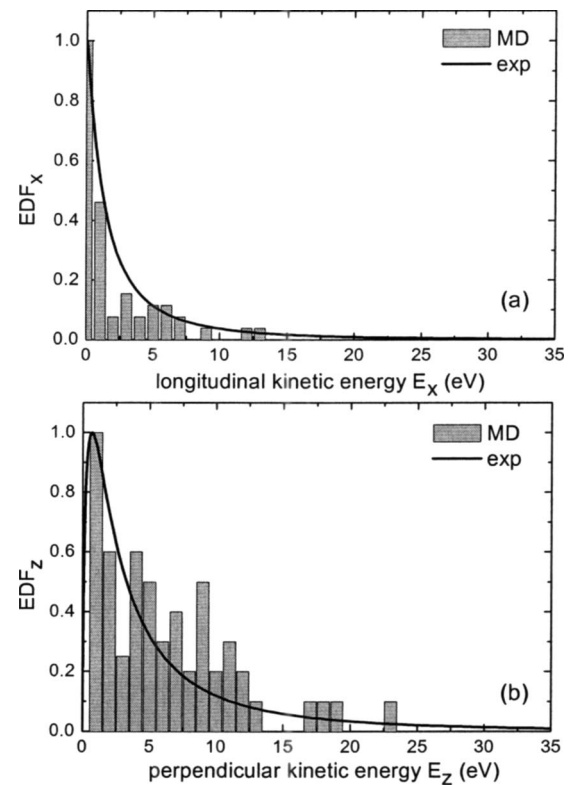 1.0
0.8
0.6
0.4
0.2
0.0
EDF_X
MD
exp
(a)
0 5 10 15 20 25 30 35
longitudinal kinetic energy E_X (eV)
1.0
0.8
0.6
0.4
0.2
0.0
EDF_Z
MD
exp
(b)
0 5 10 15 20 25 30 35
perpendicular kinetic energy E_Z (eV)